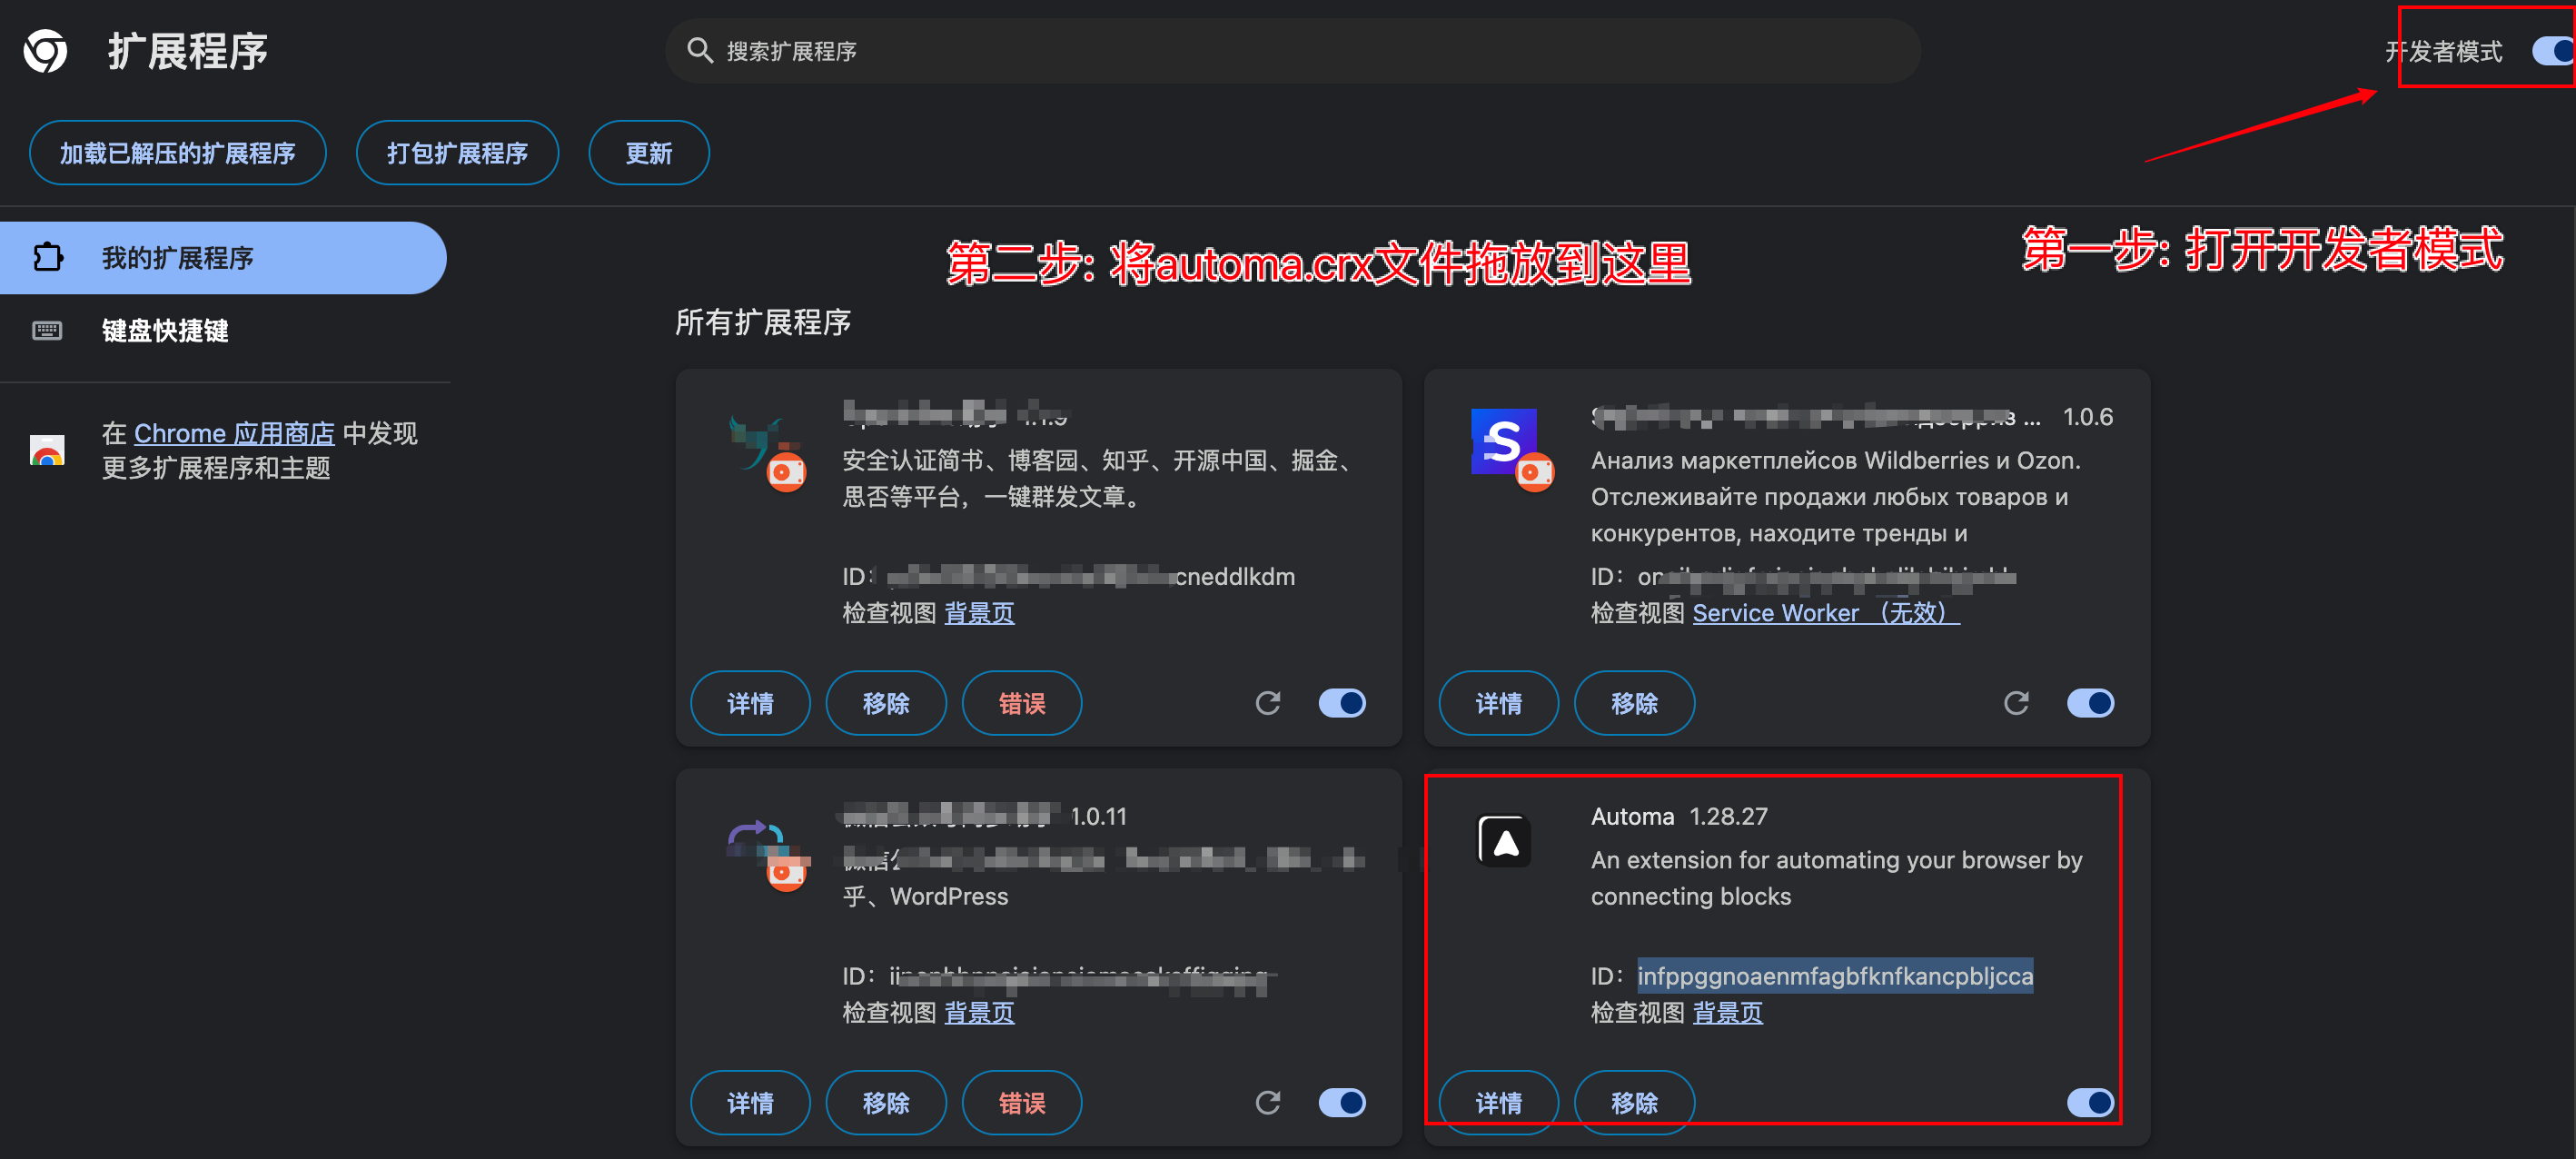 扩展程序
搜索扩展程序
开发者模式
加载已解压的扩展程序
打包扩展程序
更新
我的扩展程序
键盘快捷键
在 Chrome 应用商店 中发现
更多扩展程序和主题
第二步: 将automa.crx文件拖放到这里
第一步: 打开开发者模式
所有扩展程序
安全认证简书、博客园、知乎、开源中国、掘金、
思否等平台，一键群发文章。
ID：
cneddlkdm
检查视图 背景页
详情
移除
错误
... 1.0.6
Анализ маркетплейсов Wildberries и Ozon.
Отслеживайте продажи любых товаров и
конкурентов, находите тренды и
ID：
检查视图 Service Worker （无效）
详情
移除
1.0.11
乎、WordPress
ID：
检查视图 背景页
详情
移除
错误
Automa 1.28.27
An extension for automating your browser by
connecting blocks
ID： infppggnoaenmfagbfknfkancpbljcca
检查视图 背景页
详情
移除